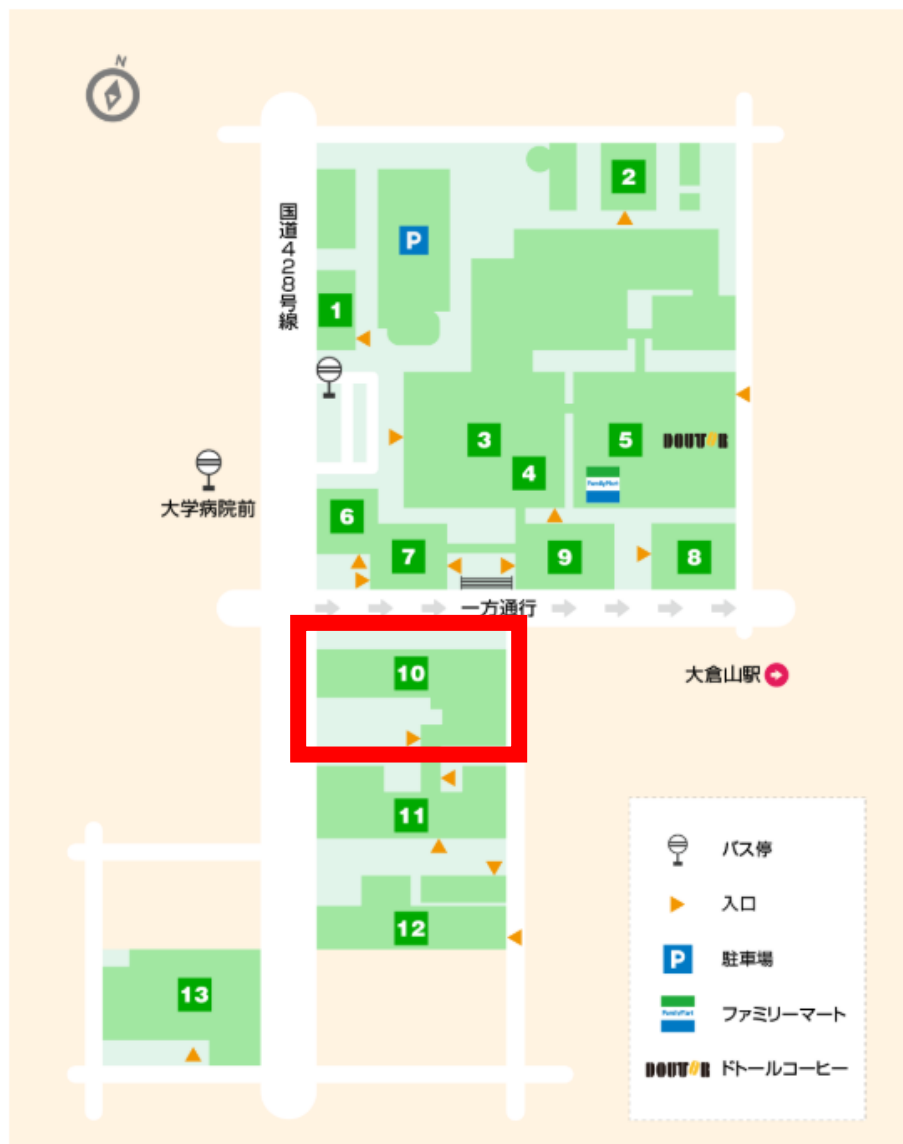 N
2
国道428号線
P
1
3
5
DOUTOR
4
FamilyMart
大学病院前
6
7
9
8
一方通行
10
大倉山駅
11
12
13
バス停
入口
P
駐車場
FamilyMart
ファミリーマート
DOUTOR
ドトールコーヒー